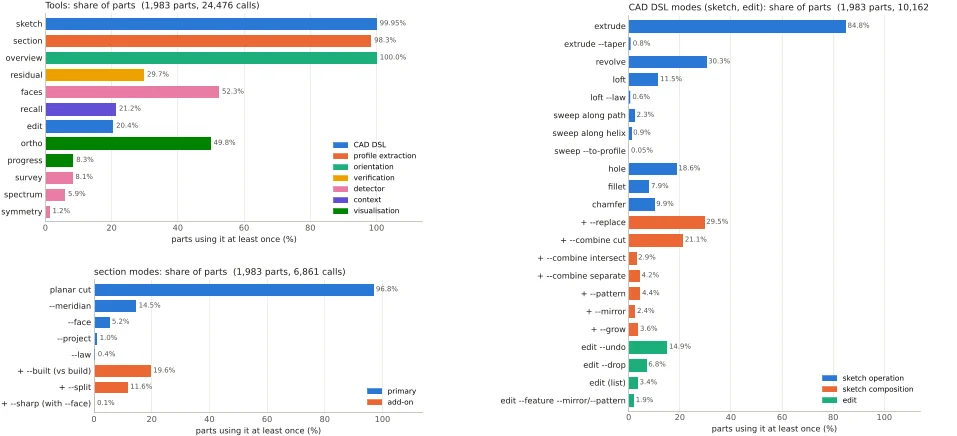 Tools: share of parts  (1,983 parts, 24,476 calls)
sketch 99.95%
section 98.3%
overview 100.0%
residual 29.7%
faces 52.3%
recall 21.2%
edit 20.4%
ortho 49.8%
progress 8.3%
survey 8.1%
spectrum 5.9%
symmetry 1.2%
CAD DSL
profile extraction
orientation
verification
detector
context
visualisation
0 20 40 60 80 100
parts using it at least once (%)
section modes: share of parts  (1,983 parts, 6,861 calls)
planar cut 96.8%
--meridian 14.5%
--face 5.2%
--project 1.0%
--law 0.4%
+ --built (vs build) 19.6%
+ --split 11.6%
+ --sharp (with --face) 0.1%
primary
add-on
0 20 40 60 80 100
parts using it at least once (%)
CAD DSL modes (sketch, edit): share of parts  (1,983 parts, 10,162
extrude 84.8%
extrude --taper 0.8%
revolve 30.3%
loft 11.5%
loft --law 0.6%
sweep along path 2.3%
sweep along helix 0.9%
sweep --to-profile 0.05%
hole 18.6%
fillet 7.9%
chamfer 9.9%
+ --replace 29.5%
+ --combine cut 21.1%
+ --combine intersect 2.9%
+ --combine separate 4.2%
+ --pattern 4.4%
+ --mirror 2.4%
+ --grow 3.6%
edit --undo 14.9%
edit --drop 6.8%
edit (list) 3.4%
edit --feature --mirror/--pattern 1.9%
sketch operation
sketch composition
edit
0 20 40 60 80 100
parts using it at least once (%)